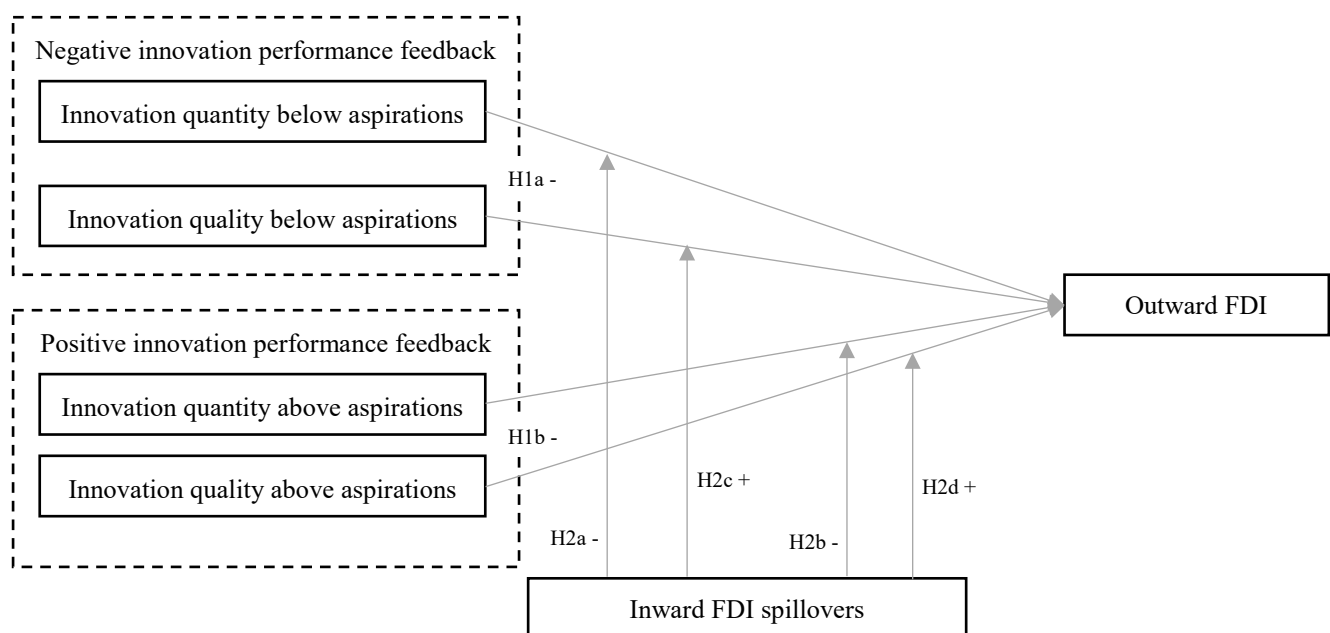 Negative innovation performance feedback
Innovation quantity below aspirations
H1a -
Innovation quality below aspirations
Outward FDI
Positive innovation performance feedback
Innovation quantity above aspirations
H1b -
Innovation quality above aspirations
H2c +
H2d +
H2a -
H2b -
Inward FDI spillovers